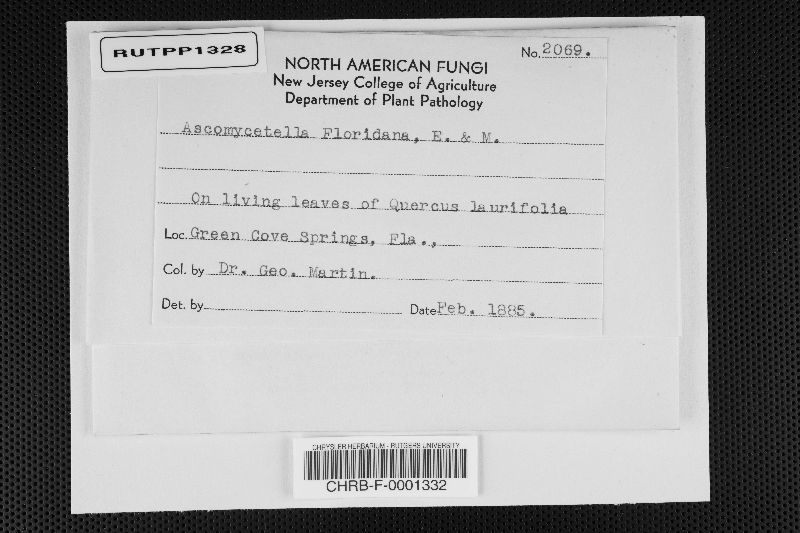 RUTPP1328
No. 2069.
NORTH AMERICAN FUNGI
New Jersey College of Agriculture
Department of Plant Pathology
Ascomycetella Floridana, E. & M.
On living leaves of Quercus laurifolia
Loc. Green Cove Springs, Fla.,
Col. by Dr. Geo. Martin.
Det. by
Date Feb. 1885.
CHRYSLER HERBARIUM - RUTGERS UNIVERSITY
CHRB-F-0001332